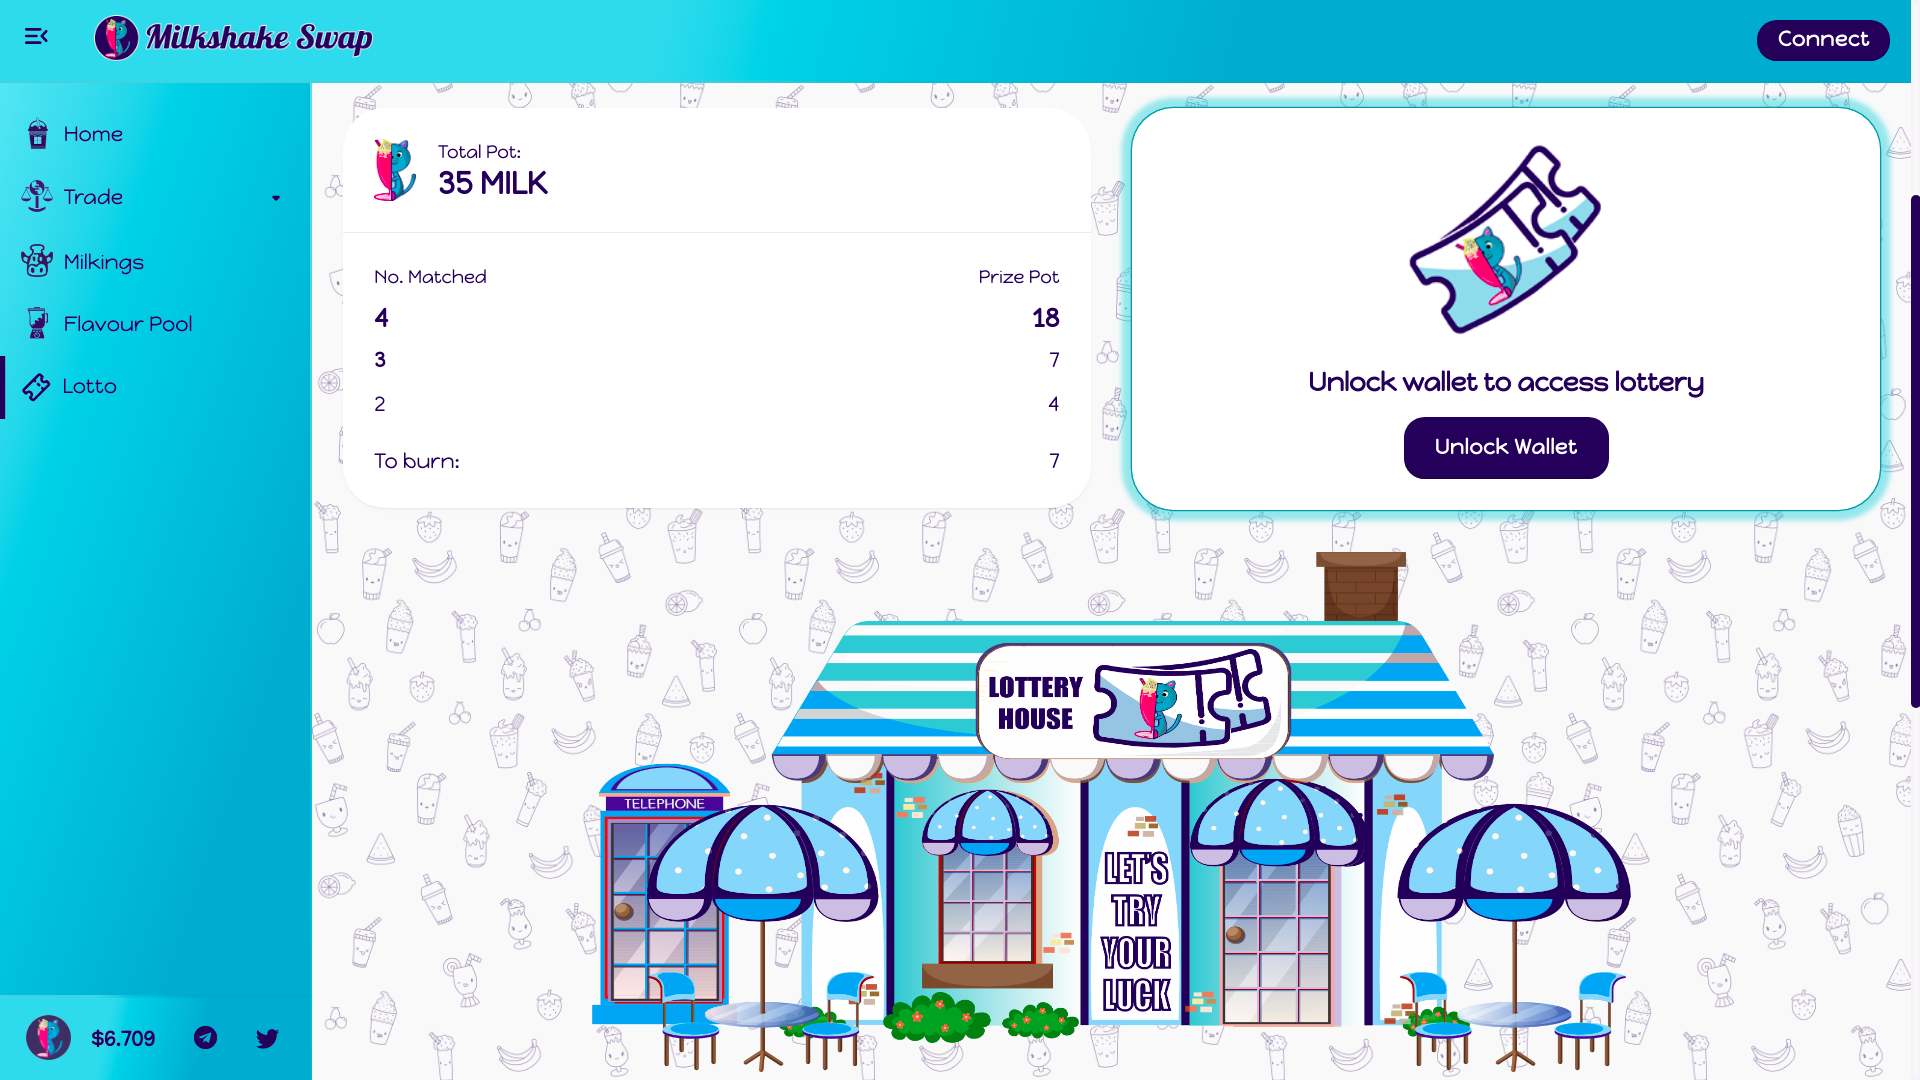 Milkshake Swap
Connect
Home
Trade
Milkings
Flavour Pool
Lotto
$6.709
Total Pot:
35 MILK
No. Matched Prize Pot
4 18
3 7
2 4
To burn: 7
Unlock wallet to access lottery
Unlock Wallet
LOTTERY
HOUSE
TELEPHONE
LET'S
TRY
YOUR
LUCK